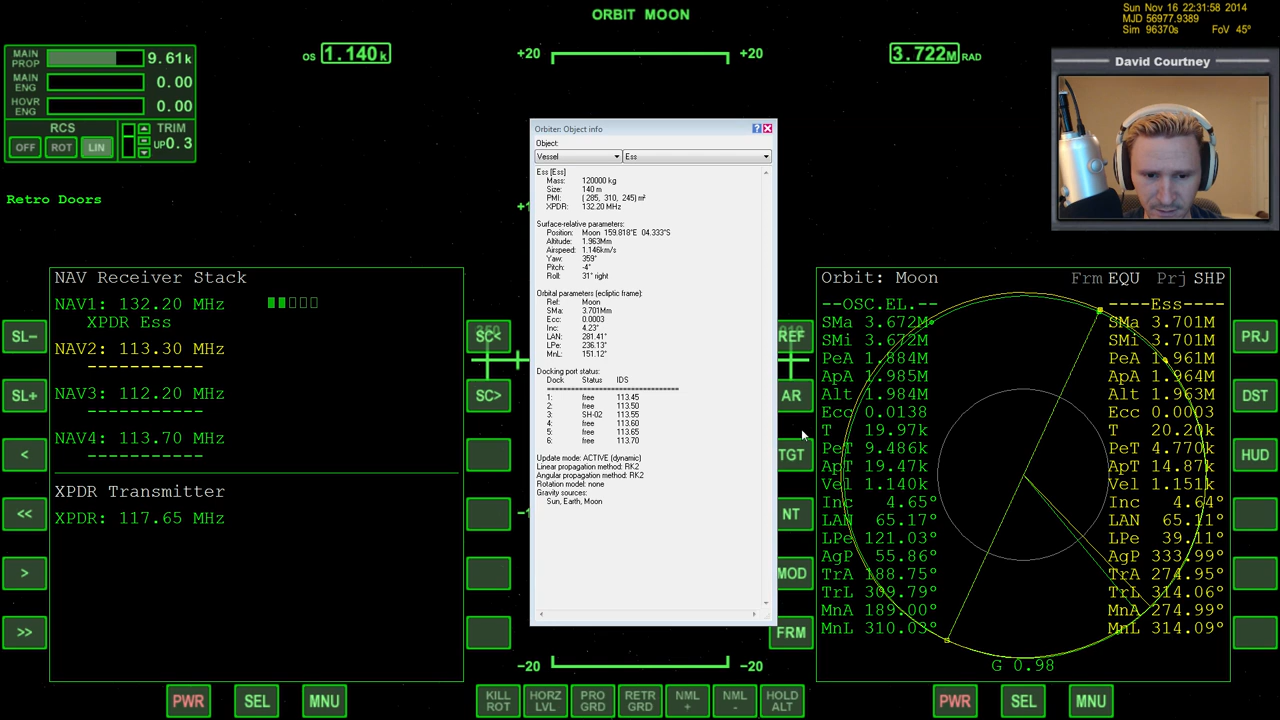 ORBIT MOON
Sun Nov 16 22:31:58 2014
MJD 56977.9389
Sim 96370s FoV 45°
MAIN PROP 9.61k
MAIN ENG 0.00
HOVR ENG 0.00
RCS TRIM
OFF ROT LIN UP 0.3
OS 1.140k
+20 +20
3.722M RAD
David Courtney
Retro Doors
Orbiter: Object info
Object:
Vessel Ess
Ess [Ess]
Mass: 120000 kg
Size: 140 m
PMI: ( 285, 310, 245) m²
XPDR: 132.20 MHz
Surface-relative parameters:
Position: Moon 159.818°E 04.333°S
Altitude: 1.963Mm
Airspeed: 1.146km/s
Yaw: 359°
Pitch: -4°
Roll: 31° right
Orbital parameters (ecliptic frame):
Ref: Moon
SMa: 3.701Mm
Ecc: 0.0003
Inc: 4.23°
LAN: 281.41°
LPe: 236.13°
MnL: 151.12°
Docking port status:
Dock Status IDS
=================================
1: free 113.45
2: free 113.50
3: SH-02 113.55
4: free 113.60
5: free 113.65
6: free 113.70
Update mode: ACTIVE (dynamic)
Linear propagation method: RK2
Angular propagation method: RK2
Rotation model: none
Gravity sources:
Sun, Earth, Moon
NAV Receiver Stack
NAV1: 132.20 MHz
XPDR Ess
NAV2: 113.30 MHz
-----------
NAV3: 112.20 MHz
-----------
NAV4: 113.70 MHz
-----------
XPDR Transmitter
XPDR: 117.65 MHz
SL-
SL+
<
<<
>
>>
SC<
SC>
PWR SEL MNU
−20 −20
KILL ROT
HORZ LVL
PRO GRD
RETR GRD
NML +
NML -
HOLD ALT
REF
AR
TGT
NT
MOD
FRM
Orbit: Moon Frm EQU Prj SHP
--OSC.EL.-- ----Ess----
SMa 3.672M SMa 3.701M
SMi 3.672M SMi 3.701M
PeA 1.884M PeA 1.961M
ApA 1.985M ApA 1.964M
Alt 1.984M Alt 1.963M
Ecc 0.0138 Ecc 0.0003
T 19.97k T 20.20k
PeT 9.486k PeT 4.770k
ApT 19.47k ApT 14.87k
Vel 1.140k Vel 1.151k
Inc 4.65° Inc 4.64°
LAN 65.17° LAN 65.11°
LPe 121.03° LPe 39.11°
AgP 55.86° AgP 333.99°
TrA 188.75° TrA 274.95°
TrL 309.79° TrL 314.06°
MnA 189.00° MnA 274.99°
MnL 310.03° MnL 314.09°
G 0.98
PRJ
DST
HUD
PWR SEL MNU